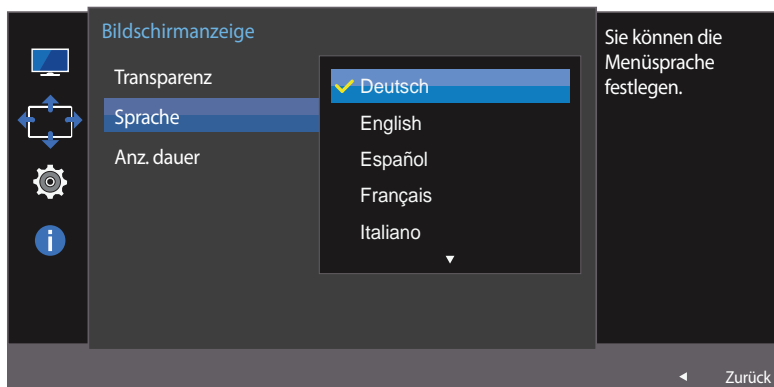 Bildschirmanzeige
Transparenz
Sprache
Anz. dauer
Deutsch
English
Español
Français
Italiano
Sie können die
Menüsprache
festlegen.
Zurück